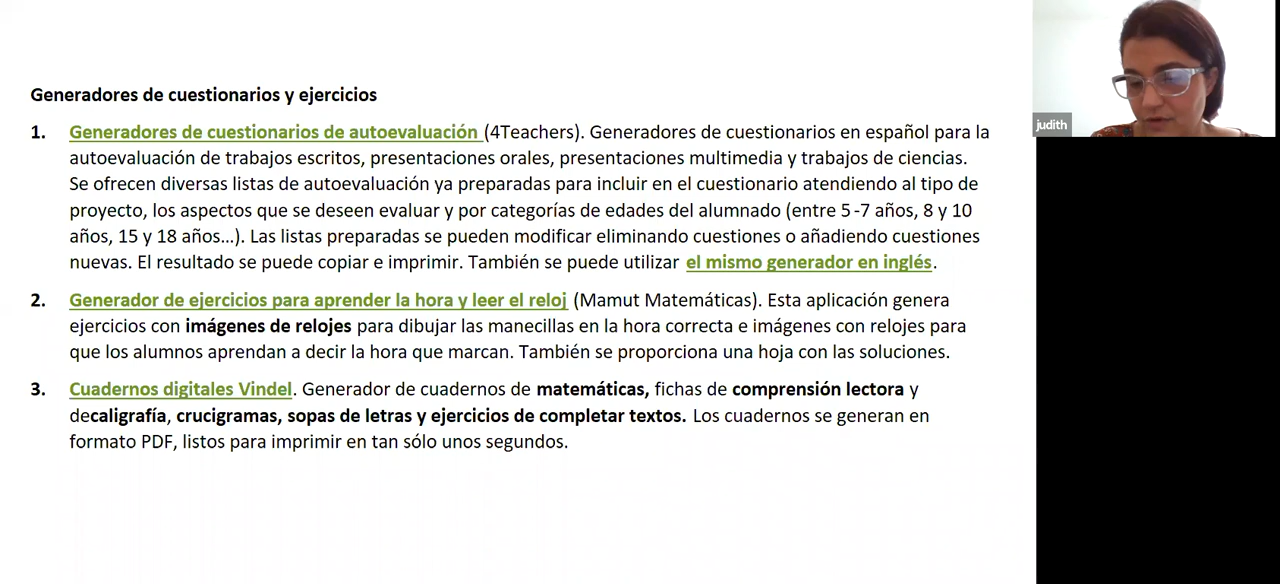 Generadores de cuestionarios y ejercicios
1. Generadores de cuestionarios de autoevaluación (4Teachers). Generadores de cuestionarios en español para la
autoevaluación de trabajos escritos, presentaciones orales, presentaciones multimedia y trabajos de ciencias.
Se ofrecen diversas listas de autoevaluación ya preparadas para incluir en el cuestionario atendiendo al tipo de
proyecto, los aspectos que se deseen evaluar y por categorías de edades del alumnado (entre 5-7 años, 8 y 10
años, 15 y 18 años...). Las listas preparadas se pueden modificar eliminando cuestiones o añadiendo cuestiones
nuevas. El resultado se puede copiar e imprimir. También se puede utilizar el mismo generador en inglés.
2. Generador de ejercicios para aprender la hora y leer el reloj (Mamut Matemáticas). Esta aplicación genera
ejercicios con imágenes de relojes para dibujar las manecillas en la hora correcta e imágenes con relojes para
que los alumnos aprendan a decir la hora que marcan. También se proporciona una hoja con las soluciones.
3. Cuadernos digitales Vindel. Generador de cuadernos de matemáticas, fichas de comprensión lectora y
decaligrafía, crucigramas, sopas de letras y ejercicios de completar textos. Los cuadernos se generan en
formato PDF, listos para imprimir en tan sólo unos segundos.
judith